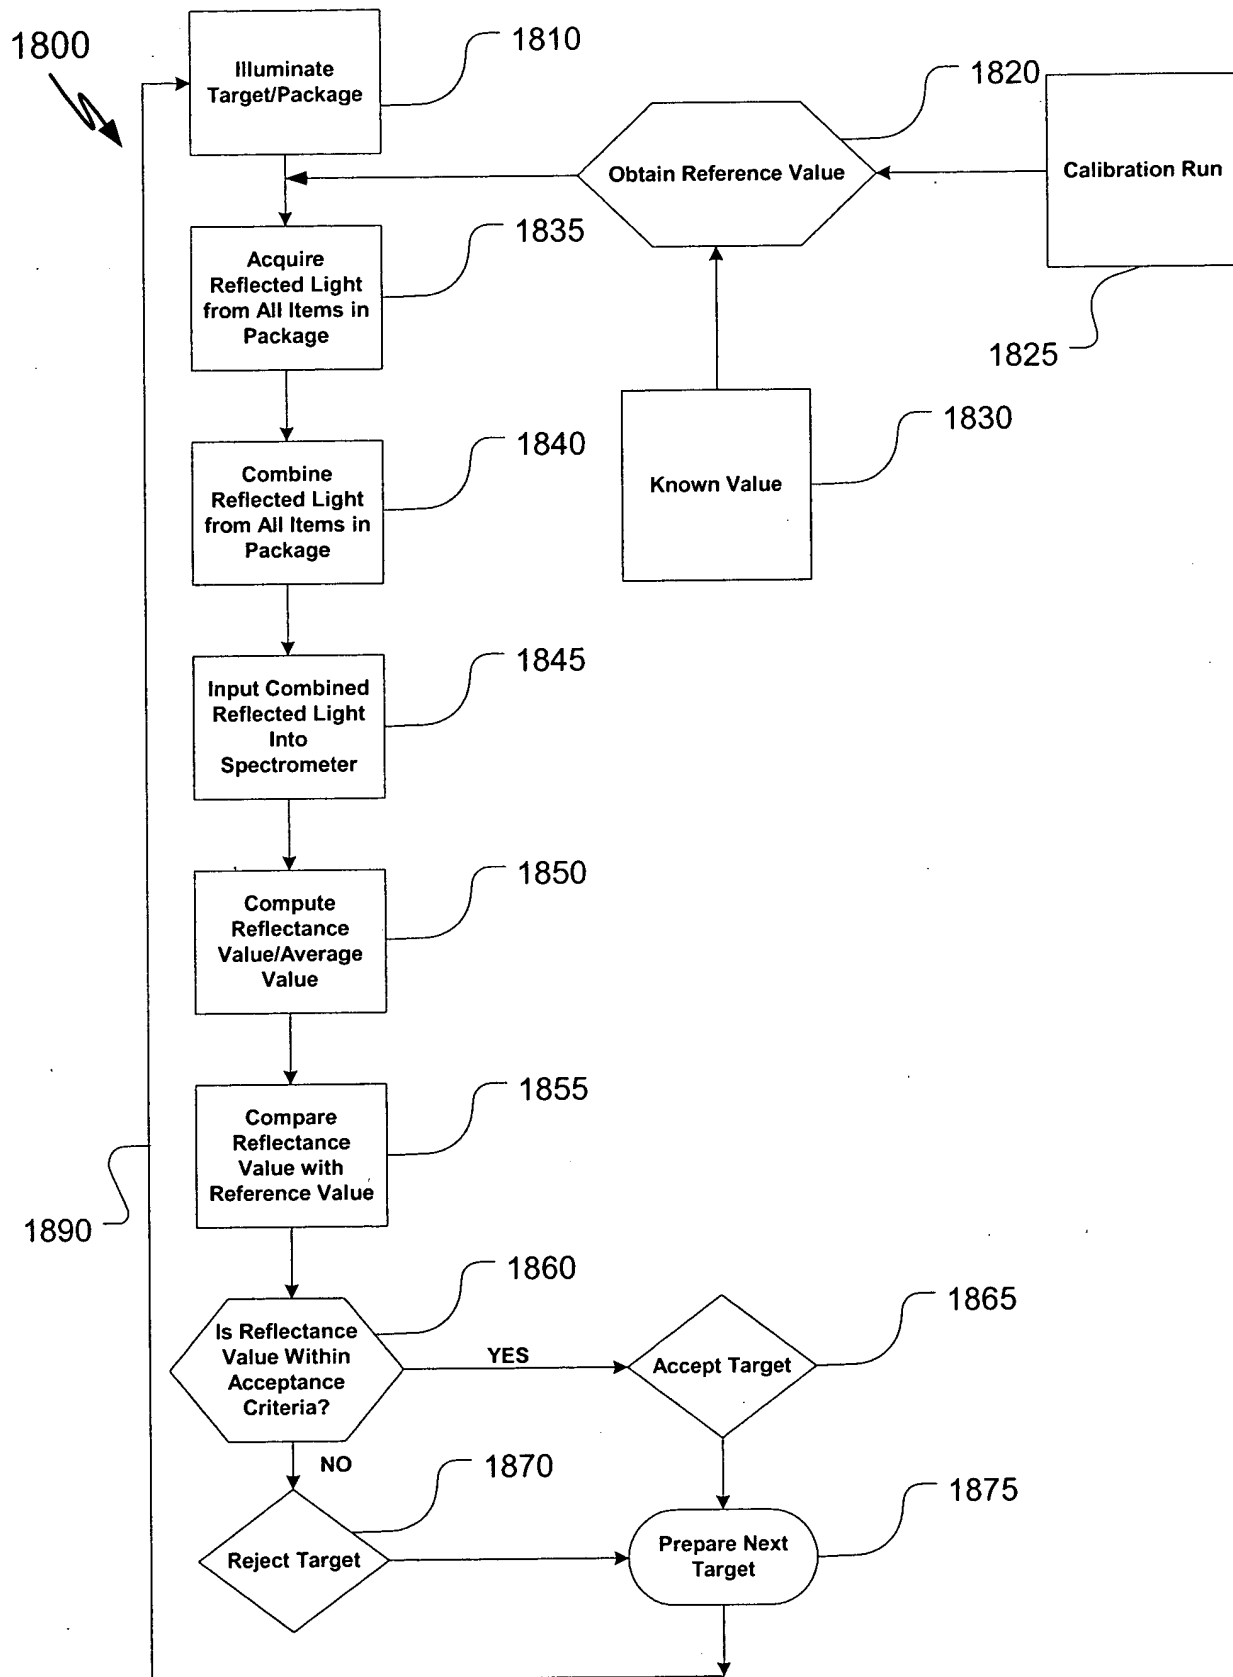 1800
Illuminate
Target/Package
1810
1820
Obtain Reference Value
Calibration Run
1825
Acquire
Reflected Light
from All Items in
Package
1835
Known Value
1830
Combine
Reflected Light
from All Items in
Package
1840
Input Combined
Reflected Light
Into
Spectrometer
1845
Compute
Reflectance
Value/Average
Value
1850
Compare
Reflectance
Value with
Reference Value
1855
1890
Is Reflectance
Value Within
Acceptance
Criteria?
1860
YES
Accept Target
1865
NO
Reject Target
1870
Prepare Next
Target
1875